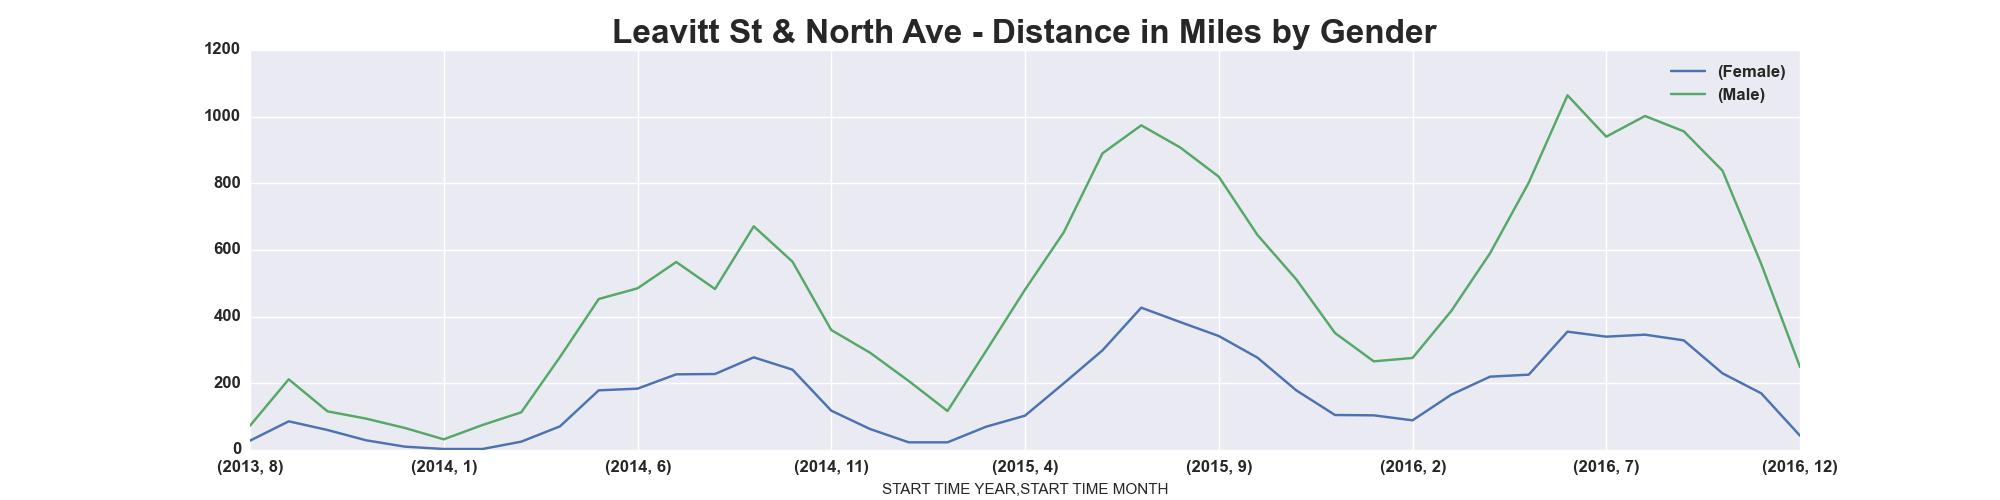 Leavitt St & North Ave - Distance in Miles by Gender
1200
1000
800
600
400
200
0
(Female)
(Male)
(2013, 8) (2014, 1) (2014, 6) (2014, 11) (2015, 4) (2015, 9) (2016, 2) (2016, 7) (2016, 12)
START TIME YEAR,START TIME MONTH